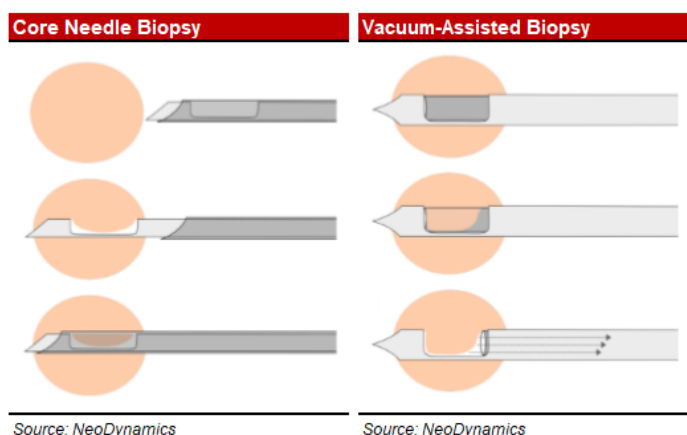 Core Needle Biopsy
Vacuum-Assisted Biopsy
Source: NeoDynamics
Source: NeoDynamics